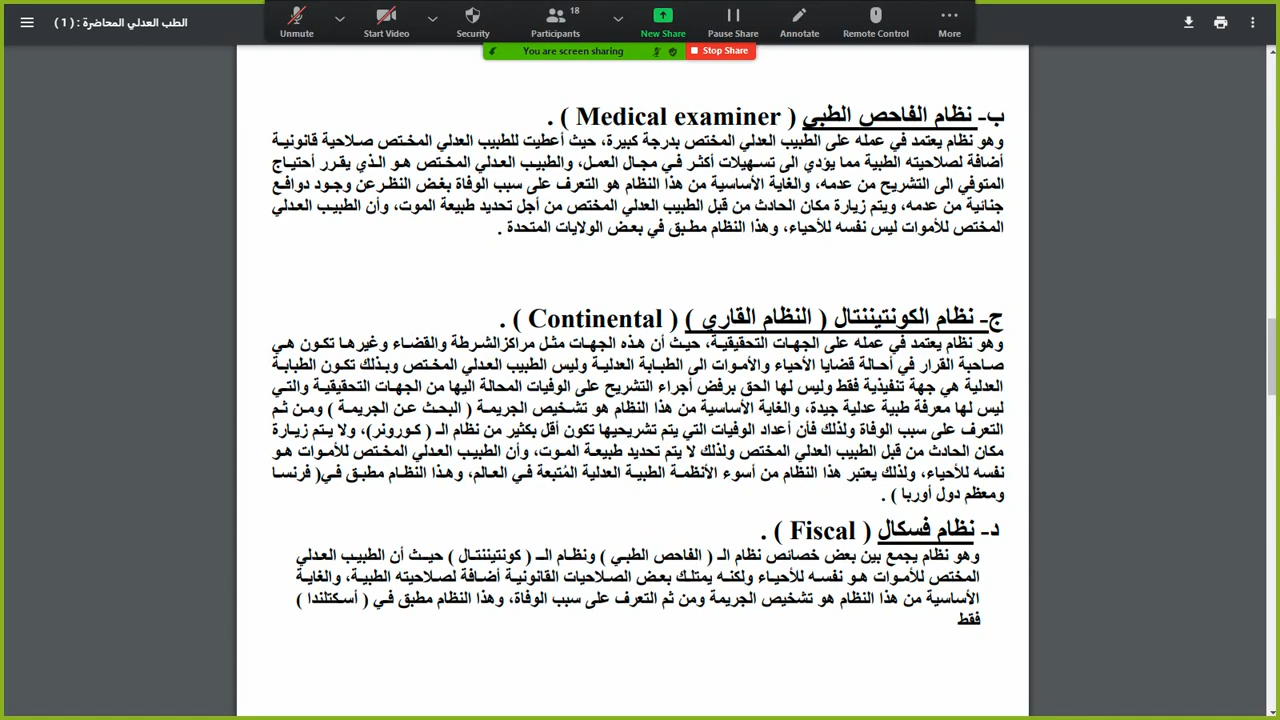 الطب العدلي المحاضرة : ( 1 )
Unmute
Start Video
Security
Participants
18
New Share
Pause Share
Annotate
Remote Control
More
You are screen sharing
Stop Share
ب- نظام الفاحص الطبي ( Medical examiner ) .
وهو نظام يعتمد في عمله على الطبيب العدلي المختص بدرجة كبيرة، حيث أعطيت للطبيب العدلي المختص صلاحية قانونية
أضافة لصلاحيته الطبية مما يؤدي الى تسهيلات أكثر في مجال العمل، والطبيب العدلي المختص هو الذي يقرر أحتياج
المتوفي الى التشريح من عدمه، والغاية الأساسية من هذا النظام هو التعرف على سبب الوفاة بغض النظرعن وجود دوافع
جنائية من عدمه، ويتم زيارة مكان الحادث من قبل الطبيب العدلي المختص من أجل تحديد طبيعة الموت، وأن الطبيب العدلي
المختص للأموات ليس نفسه للأحياء، وهذا النظام مطبق في بعض الولايات المتحدة .
ج- نظام الكونتيننتال ( النظام القاري ) ( Continental ) .
وهو نظام يعتمد في عمله على الجهات التحقيقية، حيث أن هذه الجهات مثل مراكزالشرطة والقضاء وغيرها تكون هي
صاحبة القرار في أحالة قضايا الأحياء والأموات الى الطبابة العدلية وليس الطبيب العدلي المختص وبذلك تكون الطبابة
العدلية هي جهة تنفيذية فقط وليس لها الحق برفض أجراء التشريح على الوفيات المحالة اليها من الجهات التحقيقية والتي
ليس لها معرفة طبية عدلية جيدة، والغاية الأساسية من هذا النظام هو تشخيص الجريمة ( البحث عن الجريمة ) ومن ثم
التعرف على سبب الوفاة ولذلك فأن أعداد الوفيات التي يتم تشريحها تكون أقل بكثير من نظام الـ ( كورونر)، ولا يتم زيارة
مكان الحادث من قبل الطبيب العدلي المختص ولذلك لا يتم تحديد طبيعة الموت، وأن الطبيب العدلي المختص للأموات هو
نفسه للأحياء، ولذلك يعتبر هذا النظام من أسوء الأنظمة الطبية العدلية المُتبعة في العالم، وهذا النظام مطبق في( فرنسا
ومعظم دول أوربا ) .
د- نظام فسكال ( Fiscal ) .
وهو نظام يجمع بين بعض خصائص نظام الـ ( الفاحص الطبي ) ونظام الـ ( كونتيننتال ) حيث أن الطبيب العدلي
المختص للأموات هو نفسه للأحياء ولكنه يمتلك بعض الصلاحيات القانونية أضافة لصلاحيته الطبية، والغاية
الأساسية من هذا النظام هو تشخيص الجريمة ومن ثم التعرف على سبب الوفاة، وهذا النظام مطبق في ( أسكتلندا )
فقط